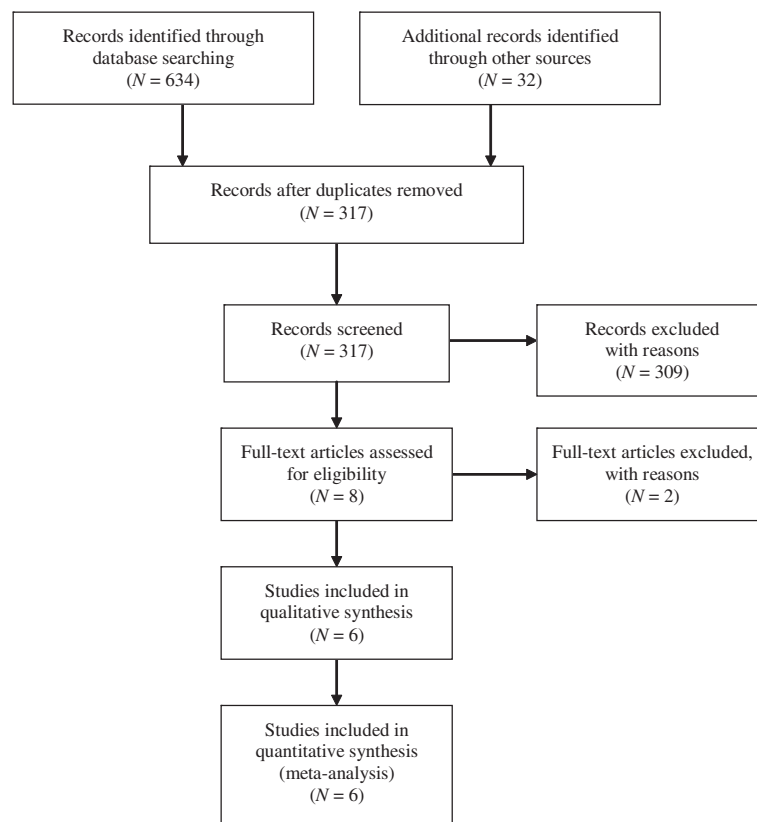 Records identified through
database searching
(N = 634)
Additional records identified
through other sources
(N = 32)
Records after duplicates removed
(N = 317)
Records screened
(N = 317)
Records excluded
with reasons
(N = 309)
Full-text articles assessed
for eligibility
(N = 8)
Full-text articles excluded,
with reasons
(N = 2)
Studies included in
qualitative synthesis
(N = 6)
Studies included in
quantitative synthesis
(meta-analysis)
(N = 6)